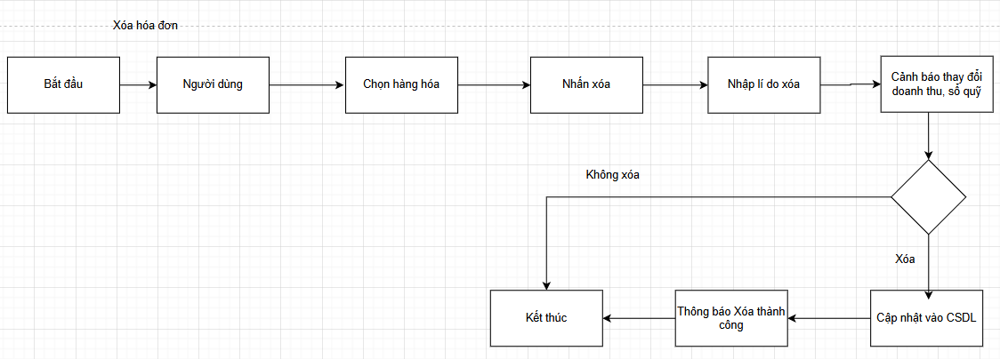 Xóa hóa đơn
Bắt đầu
Người dùng
Chọn hàng hóa
Nhấn xóa
Nhập lí do xóa
Cảnh báo thay đổi
doanh thu, sổ quỹ
Không xóa
Xóa
Kết thúc
Thông báo Xóa thành
công
Cập nhật vào CSDL